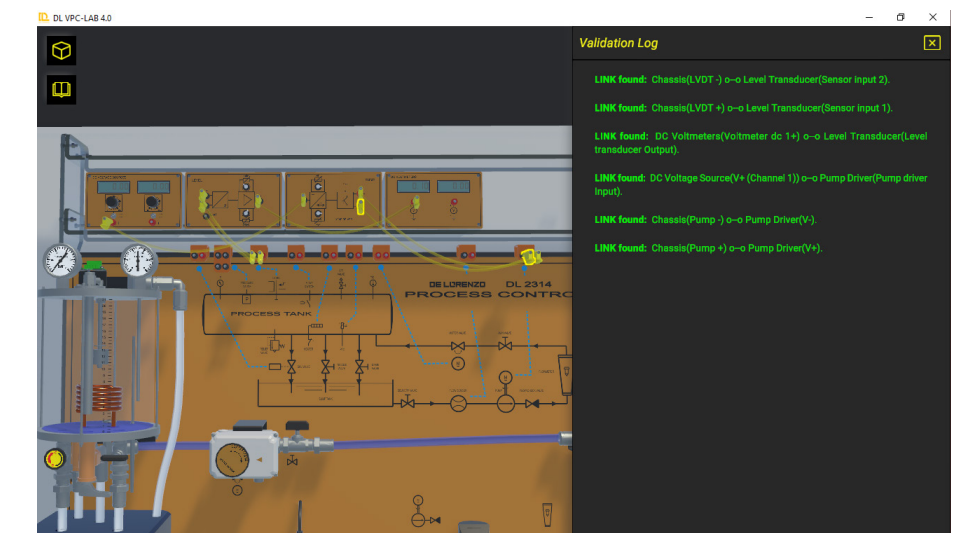 DL VPC-LAB 4.0
Validation Log
LINK found: Chassis(LVDT -) o--o Level Transducer(Sensor Input 2).
LINK found: Chassis(LVDT +) o--o Level Transducer(Sensor input 1).
LINK found: DC Voltmeters(Voltmeter dc 1+) o--o Level Transducer(Level
transducer Output).
LINK found: DC Voltage Source(V+ (Channel 1)) o--o Pump Driver(Pump driver
Input).
LINK found: Chassis(Pump -) o--o Pump Driver(V-).
LINK found: Chassis(Pump +) o--o Pump Driver(V+).
DE LORENZO DL 2314
PROCESS CONTRO
PROCESS TANK